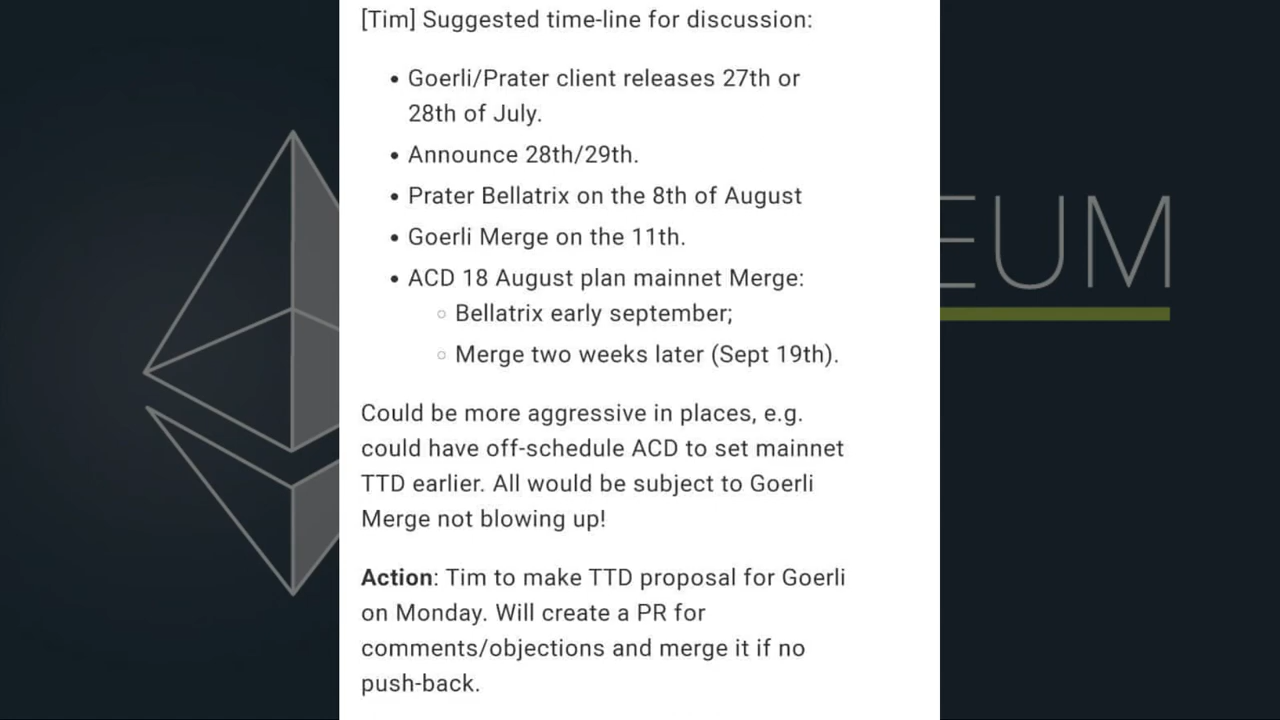 [Tim] Suggested time-line for discussion:
• Goerli/Prater client releases 27th or
28th of July.
• Announce 28th/29th.
• Prater Bellatrix on the 8th of August
• Goerli Merge on the 11th.
• ACD 18 August plan mainnet Merge:
○ Bellatrix early september;
○ Merge two weeks later (Sept 19th).
Could be more aggressive in places, e.g.
could have off-schedule ACD to set mainnet
TTD earlier. All would be subject to Goerli
Merge not blowing up!
Action: Tim to make TTD proposal for Goerli
on Monday. Will create a PR for
comments/objections and merge it if no
push-back.
EUM